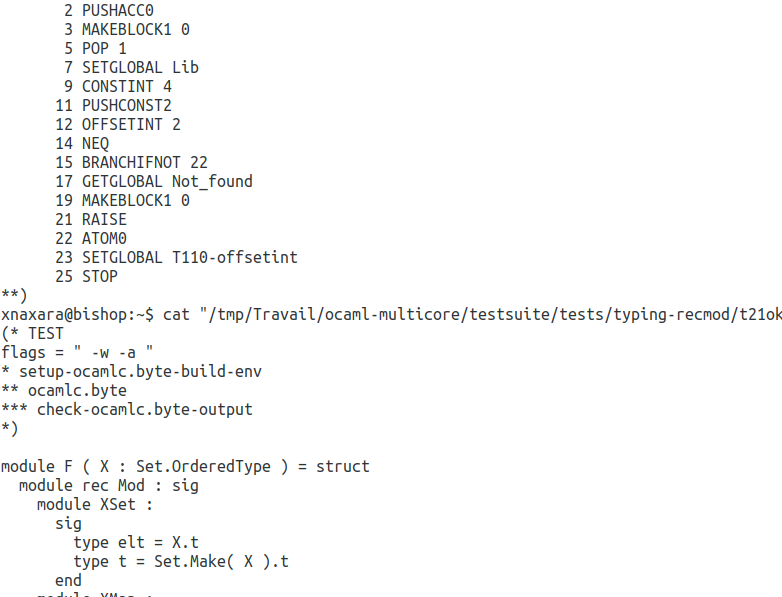 2 PUSHACC0
3 MAKEBLOCK1 0
5 POP 1
7 SETGLOBAL Lib
9 CONSTINT 4
11 PUSHCONST2
12 OFFSETINT 2
14 NEQ
15 BRANCHIFNOT 22
17 GETGLOBAL Not_found
19 MAKEBLOCK1 0
21 RAISE
22 ATOM0
23 SETGLOBAL T110-offsetint
25 STOP
**)
xnaxara@bishop:~$ cat "/tmp/Travail/ocaml-multicore/testsuite/tests/typing-recmod/t21ok
(* TEST
flags = " -w -a "
* setup-ocamlc.byte-build-env
** ocamlc.byte
*** check-ocamlc.byte-output
*)
module F ( X : Set.OrderedType ) = struct
module rec Mod : sig
module XSet :
sig
type elt = X.t
type t = Set.Make( X ).t
end